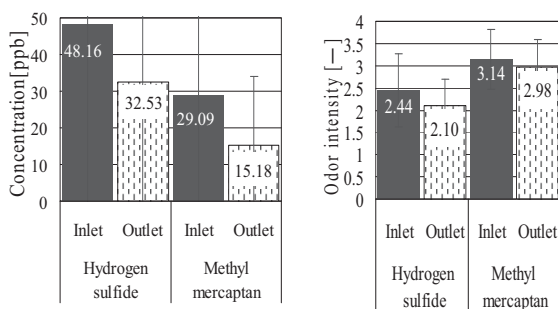 Concentration[ppb]
50
40
30
20
10
0
48.16
32.53
29.09
15.18
Inlet Outlet Inlet Outlet
Hydrogen
sulfide
Methyl
mercaptan
Odor intensity [—]
4
3.5
3
2.5
2
1.5
1
0.5
0
2.44
2.10
3.14
2.98
Inlet Outlet Inlet Outlet
Hydrogen
sulfide
Methyl
mercaptan